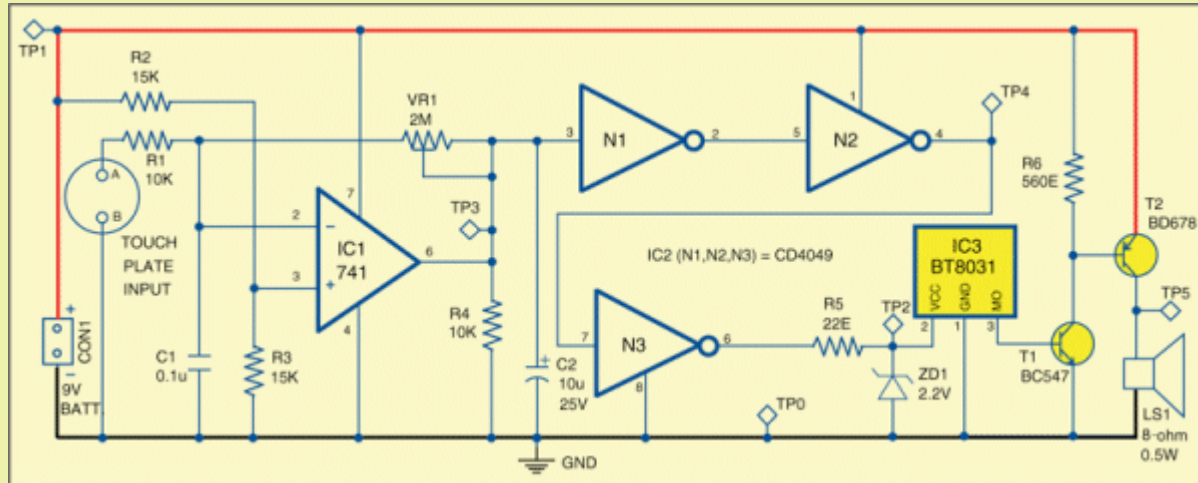 TP1
R2
15K
R1
10K
A
B
TOUCH
PLATE
INPUT
VR1
2M
7
2
−
3
+
IC1
741
6
4
TP3
R4
10K
C1
0.1u
R3
15K
+
CON1
−
9V
BATT.
C2
+
10u
25V
GND
3
N1
2
5
N2
1
4
TP4
IC2 (N1,N2,N3) = CD4049
7
N3
6
8
R5
22E
TP2
ZD1
2.2V
TP0
IC3
BT8031
VCC
GND
MO
2
1
3
R6
560E
T1
BC547
T2
BD678
TP5
LS1
8-ohm
0.5W